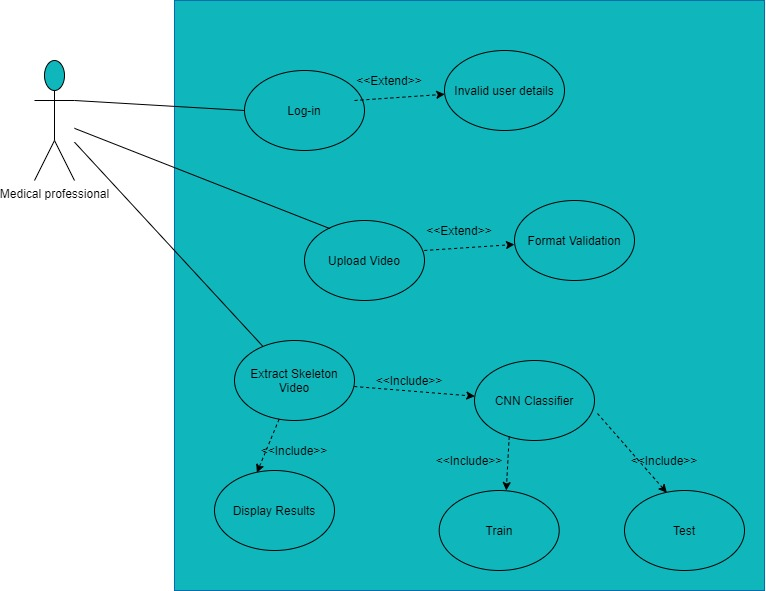 <<Extend>>
Invalid user details
Log-in
Medical professional
<<Extend>>
Format Validation
Upload Video
Extract Skeleton
Video
<<Include>>
CNN Classifier
<<Include>>
<<Include>>
<<Include>>
Display Results
Train
Test